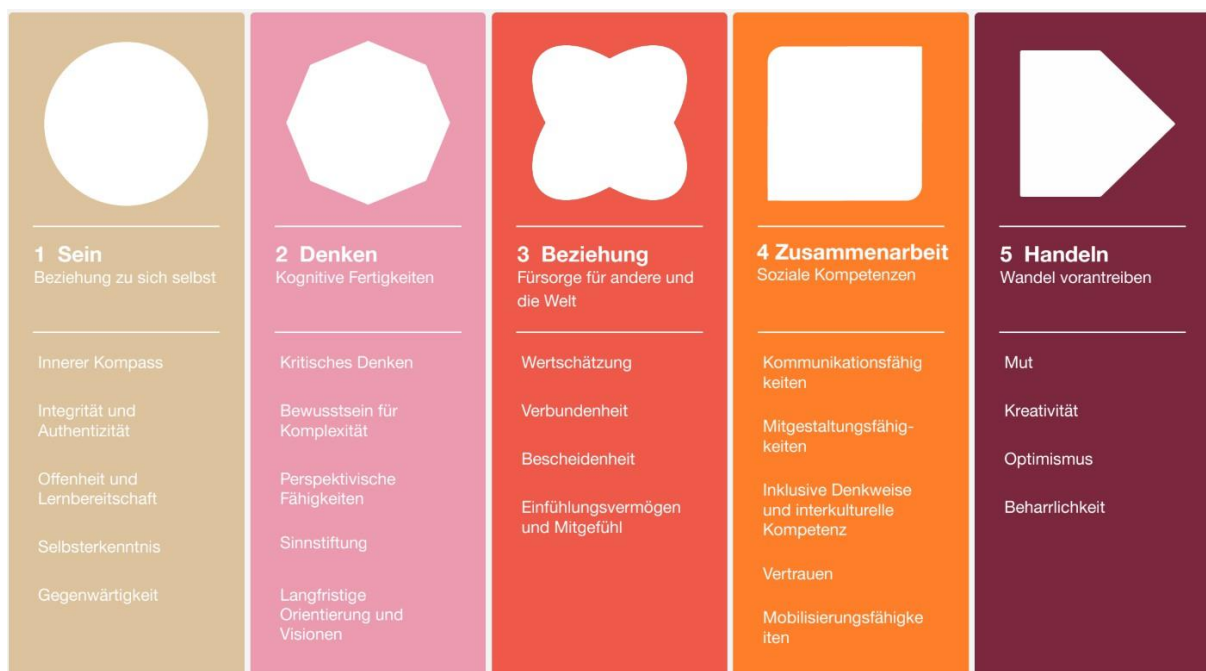 1 Sein
Beziehung zu sich selbst
Innerer Kompass
Integrität und
Authentizität
Offenheit und
Lernbereitschaft
Selbsterkenntnis
Gegenwärtigkeit
2 Denken
Kognitive Fertigkeiten
Kritisches Denken
Bewusstsein für
Komplexität
Perspektivische
Fähigkeiten
Sinnstiftung
Langfristige
Orientierung und
Visionen
3 Beziehung
Fürsorge für andere und
die Welt
Wertschätzung
Verbundenheit
Bescheidenheit
Einfühlungsvermögen
und Mitgefühl
4 Zusammenarbeit
Soziale Kompetenzen
Kommunikationsfähig
keiten
Mitgestaltungsfähig-
keiten
Inklusive Denkweise
und interkulturelle
Kompetenz
Vertrauen
Mobilisierungsfähigke
iten
5 Handeln
Wandel vorantreiben
Mut
Kreativität
Optimismus
Beharrlichkeit